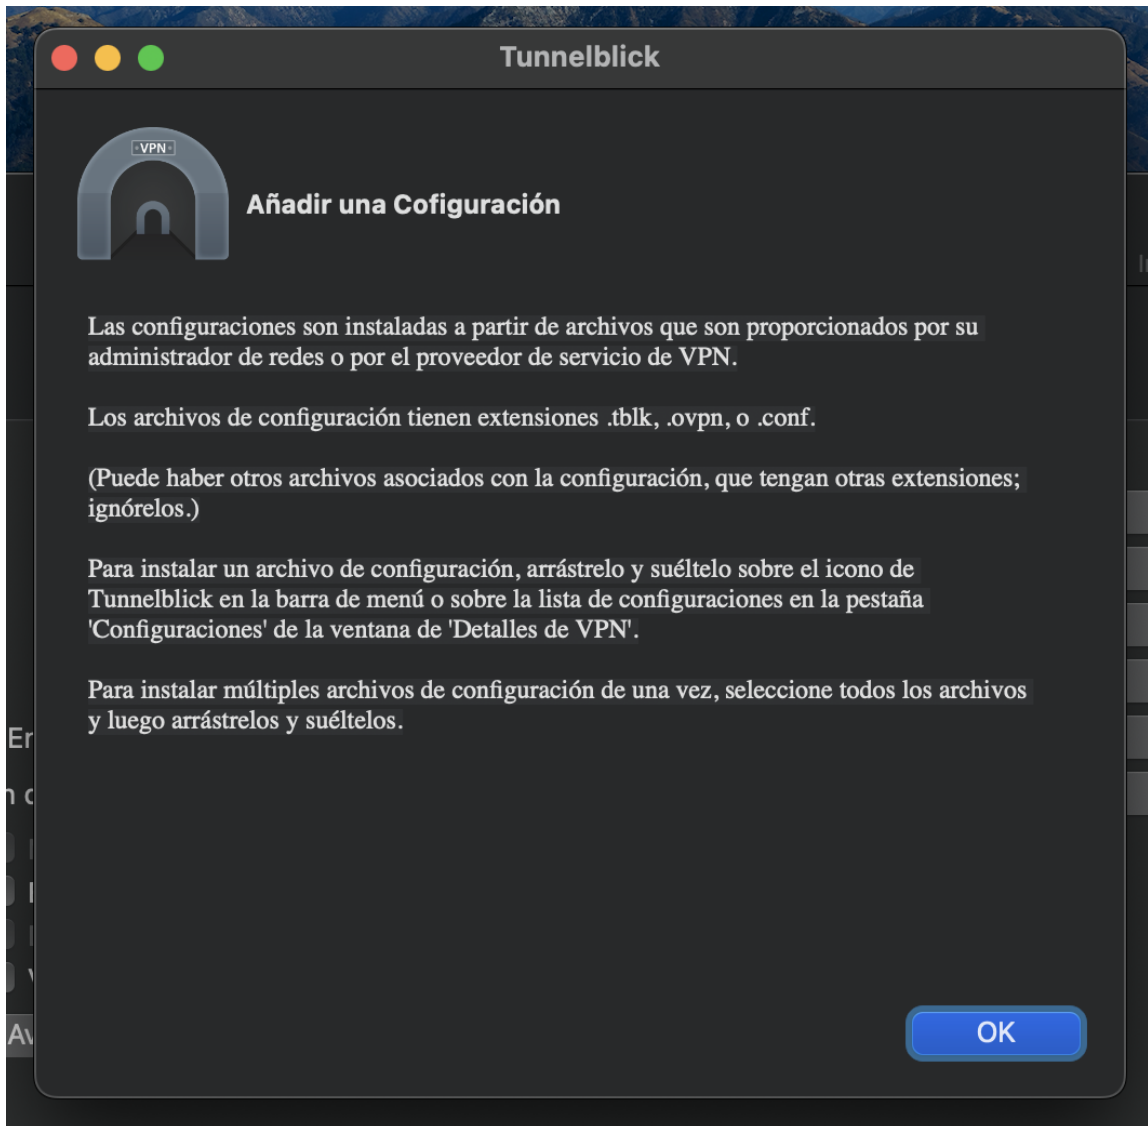 Tunnelblick
VPN
Añadir una Cofiguración
Las configuraciones son instaladas a partir de archivos que son proporcionados por su
administrador de redes o por el proveedor de servicio de VPN.
Los archivos de configuración tienen extensiones .tblk, .ovpn, o .conf.
(Puede haber otros archivos asociados con la configuración, que tengan otras extensiones;
ignórelos.)
Para instalar un archivo de configuración, arrástrelo y suéltelo sobre el icono de
Tunnelblick en la barra de menú o sobre la lista de configuraciones en la pestaña
'Configuraciones' de la ventana de 'Detalles de VPN'.
Para instalar múltiples archivos de configuración de una vez, seleccione todos los archivos
y luego arrástrelos y suéltelos.
OK